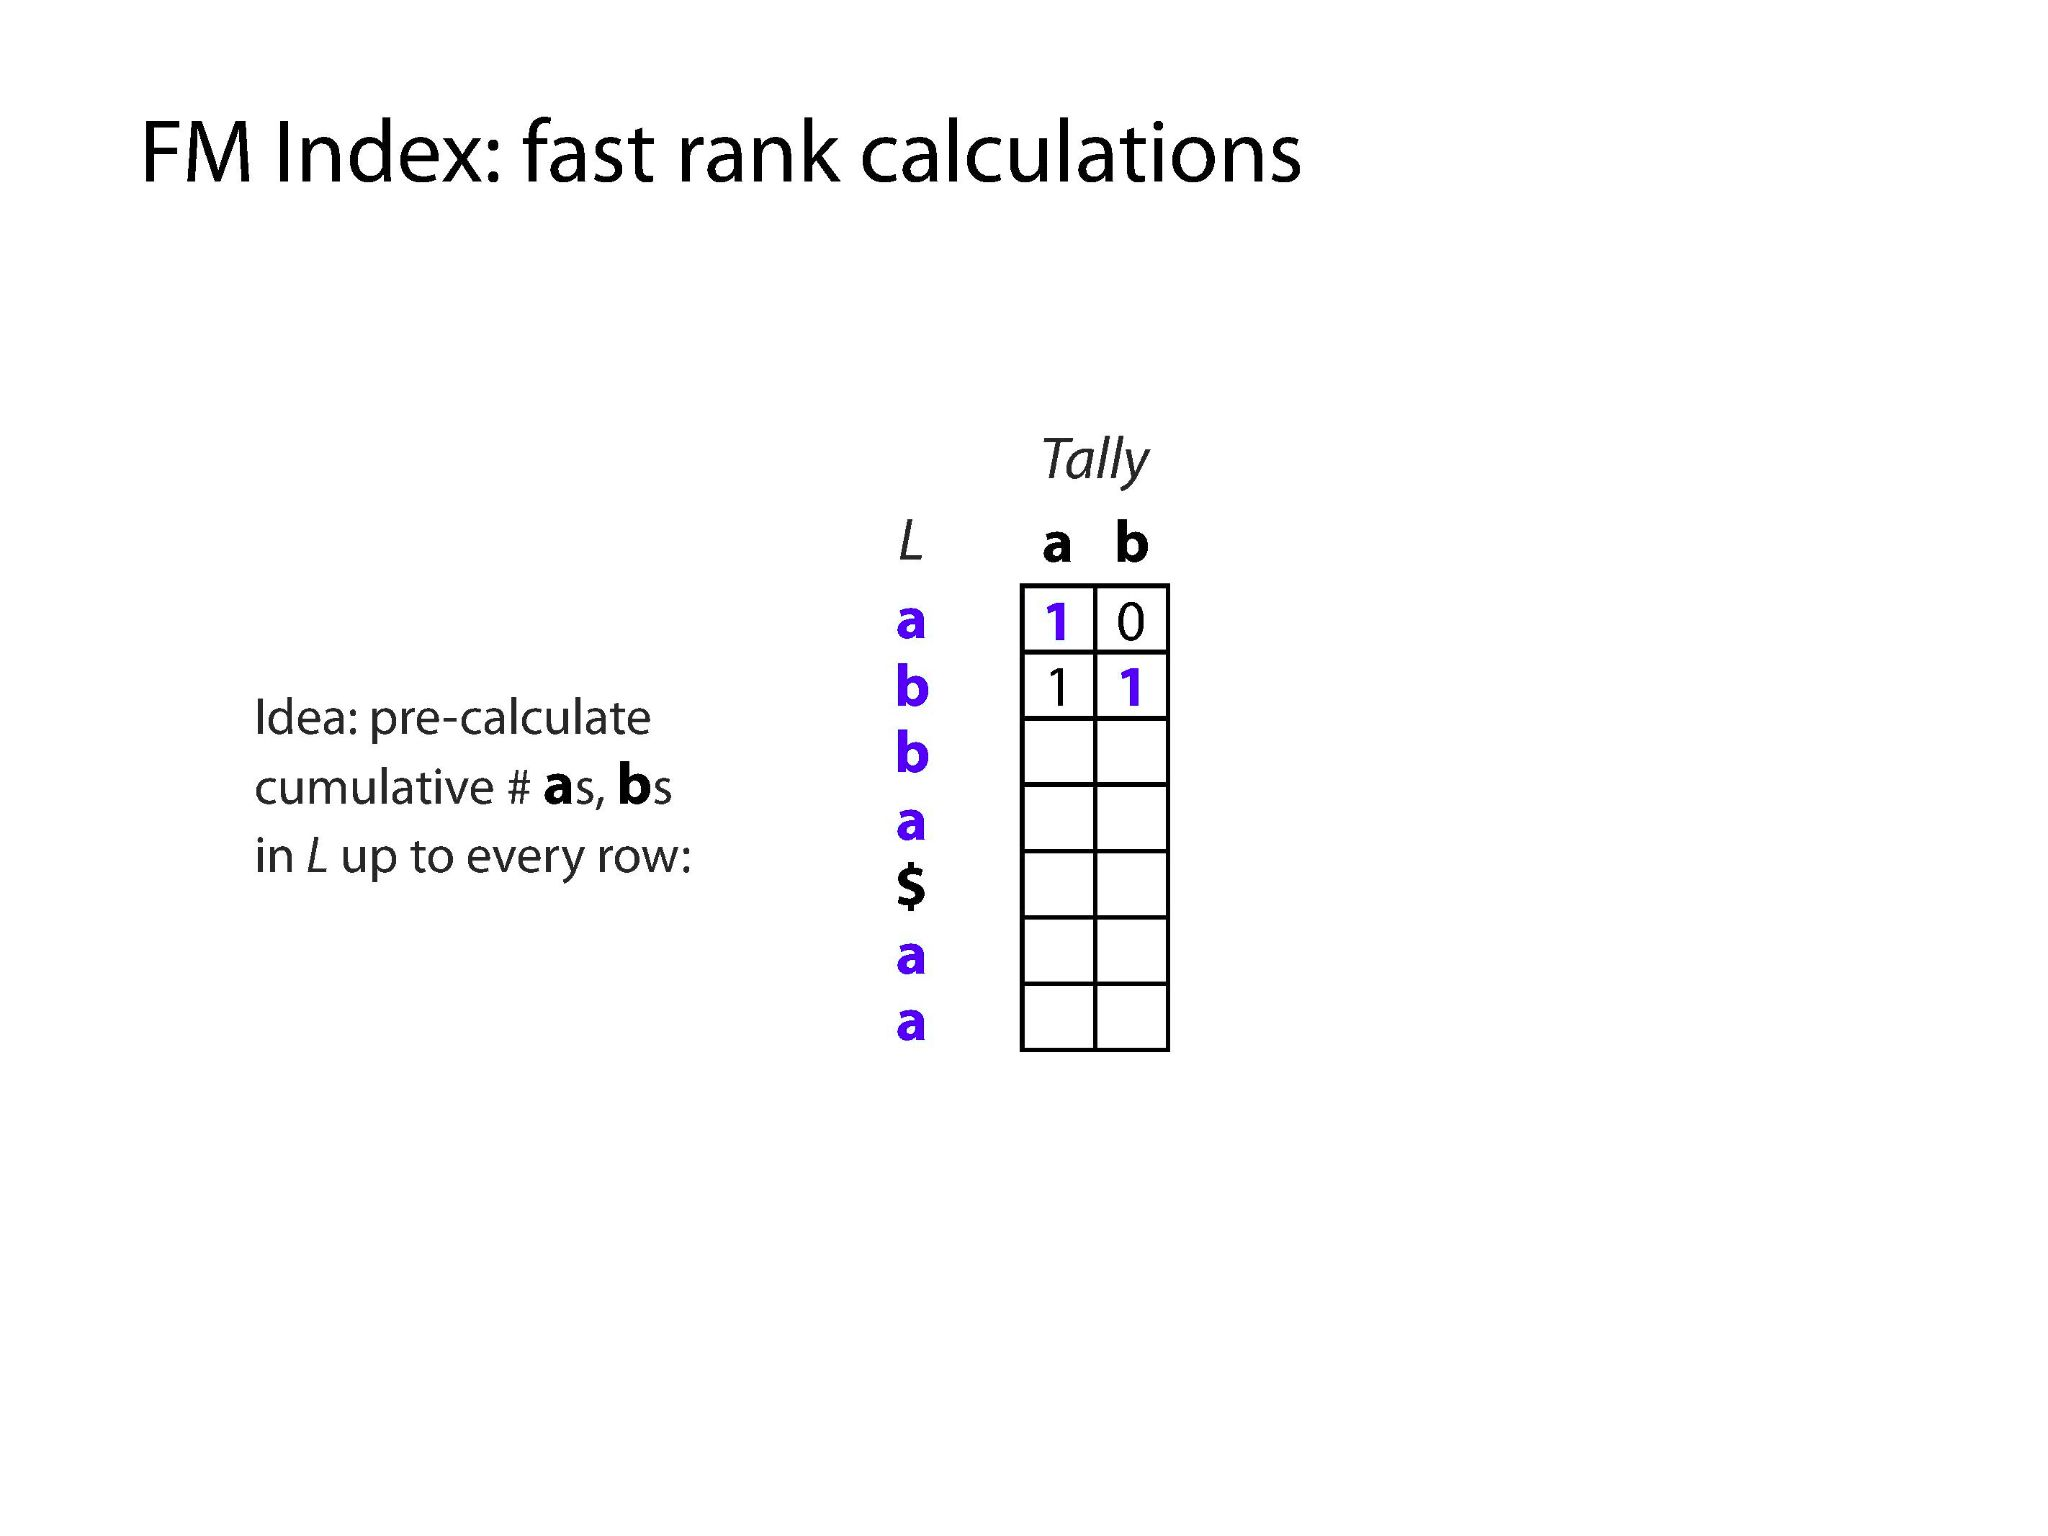 FM Index: fast rank calculations
Tally
L a b
a 1 0
b 1 1
b
a
$
a
a
Idea: pre-calculate
cumulative # as, bs
in L up to every row: